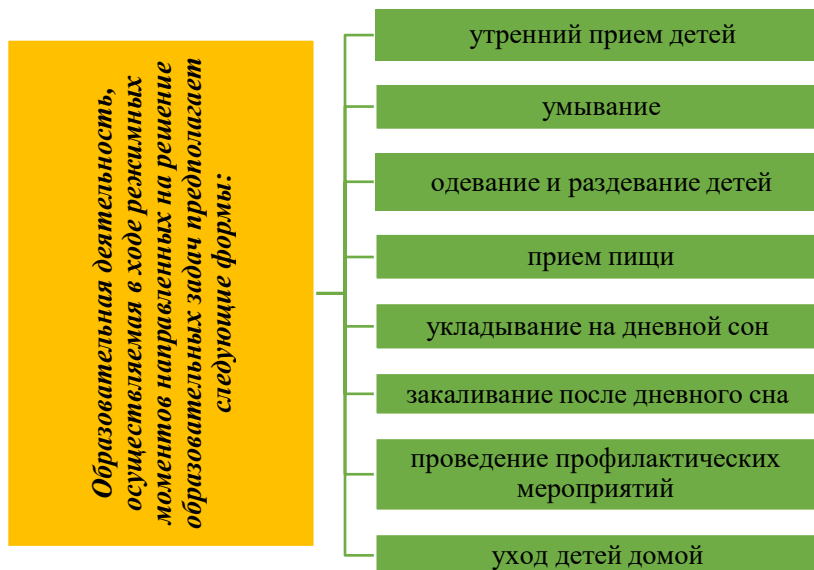 Образовательная деятельность,
осуществляемая в ходе режимных
моментов направленных на решение
образовательных задач предполагает
следующие формы:
утренний прием детей
умывание
одевание и раздевание детей
прием пищи
укладывание на дневной сон
закаливание после дневного сна
проведение профилактических
мероприятий
уход детей домой